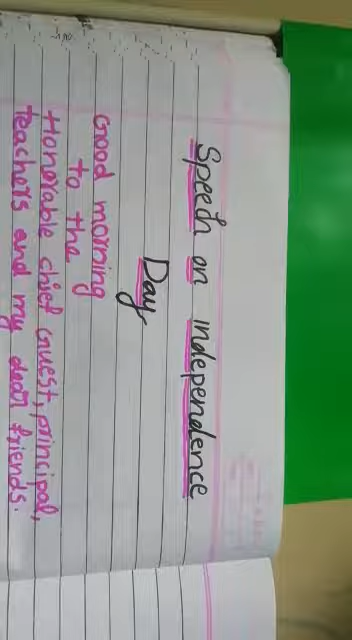 Speech on independence
Day
Good morning
to the
Honorable chief Guest, principal,
teachers and my dear friends.